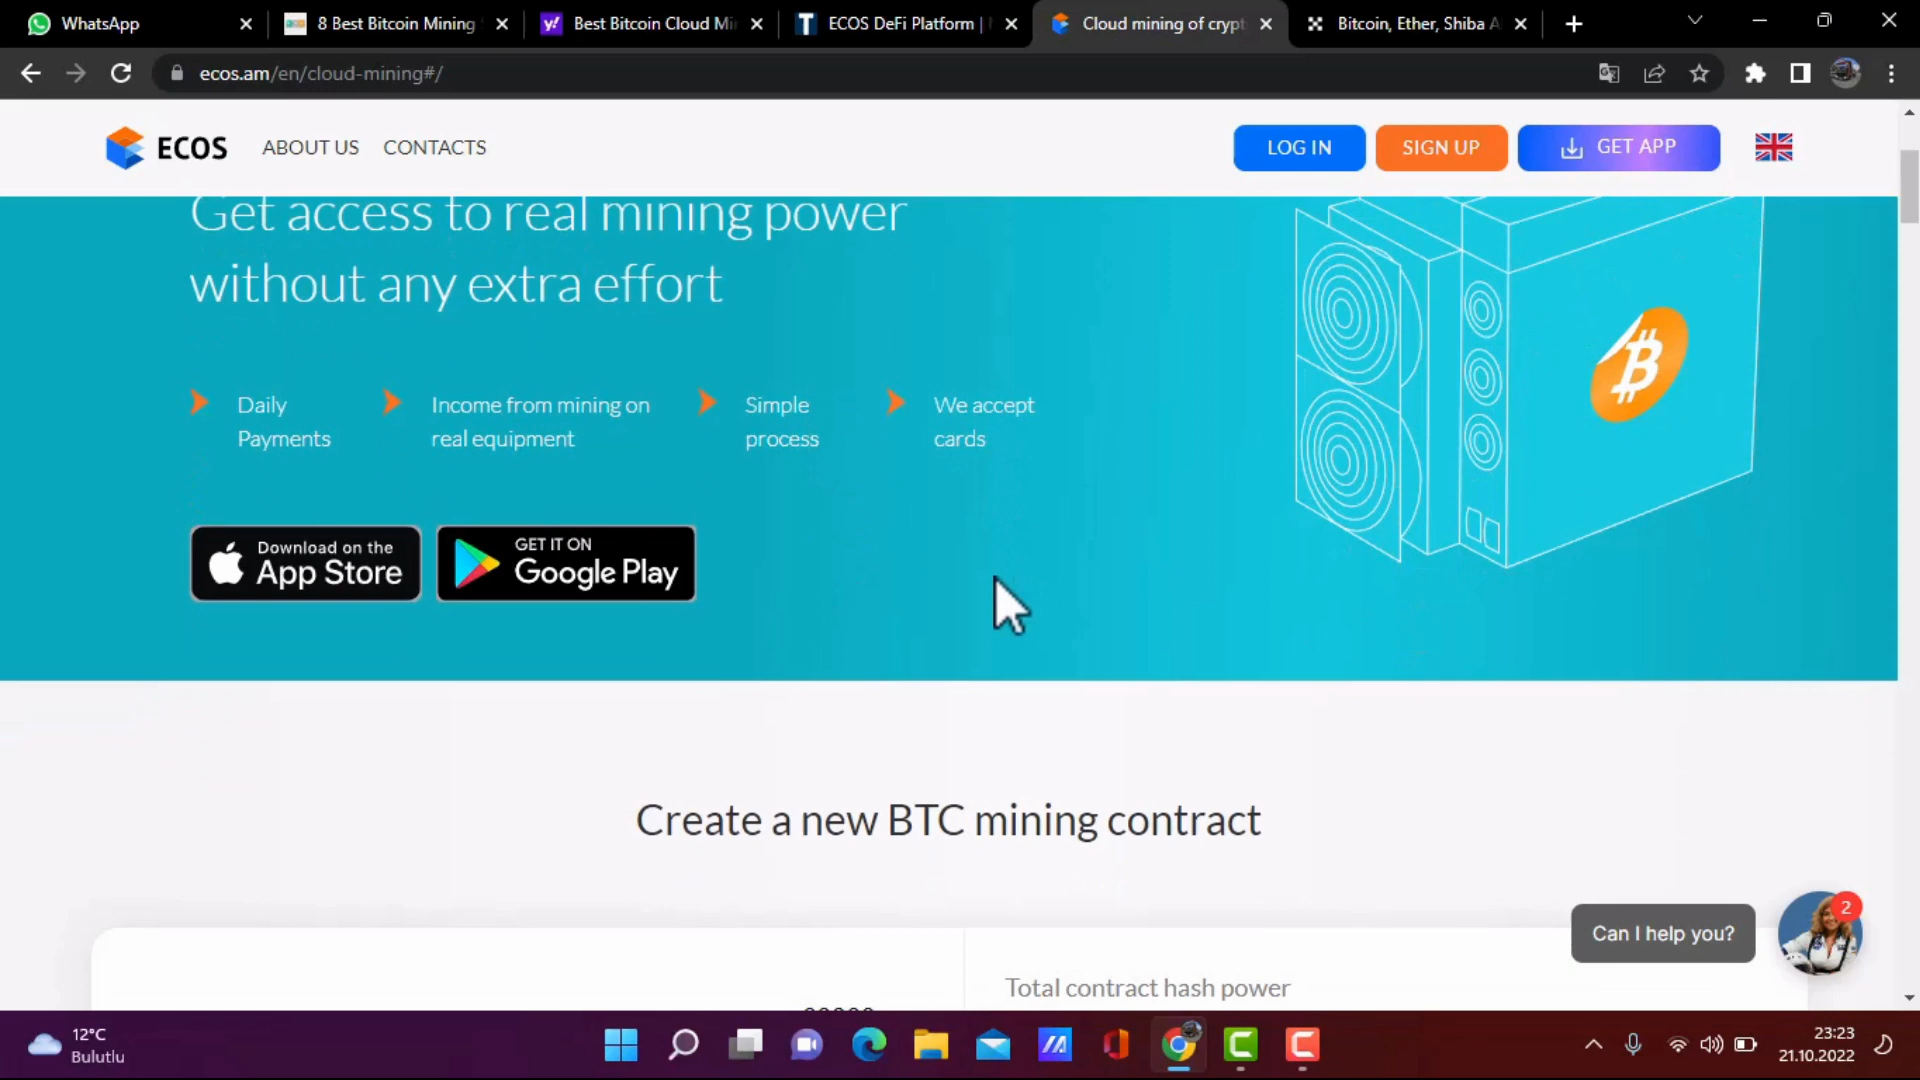 WhatsApp
8 Best Bitcoin Mining
Best Bitcoin Cloud Mi
ECOS DeFi Platform |
Cloud mining of crypt
Bitcoin, Ether, Shiba A
ecos.am/en/cloud-mining#/
ECOS
ABOUT US
CONTACTS
LOG IN
SIGN UP
GET APP
Get access to real mining power
without any extra effort
Daily
Payments
Income from mining on
real equipment
Simple
process
We accept
cards
Download on the
App Store
GET IT ON
Google Play
Create a new BTC mining contract
2
Can I help you?
Total contract hash power
12°C
Bulutlu
23:23
21.10.2022